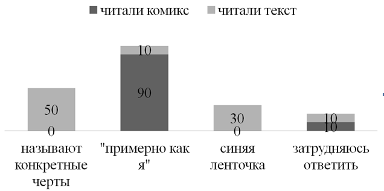 читали комикс читали текст
10
50 90 30 10
0 0 10
называют "примерно как синяя затрудняюсь
конкретные я" ленточка ответить
черты